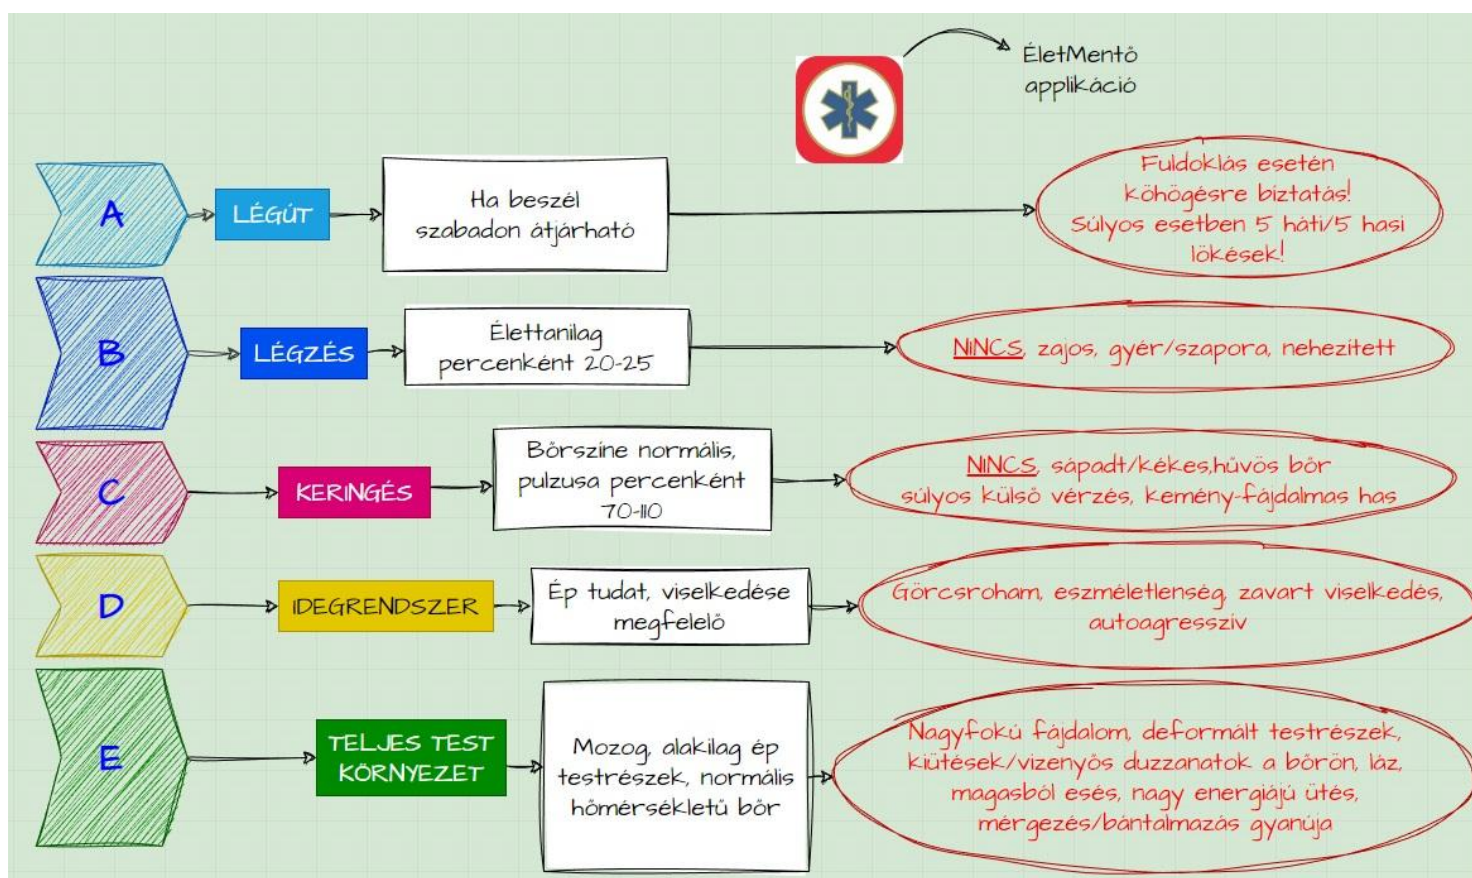 ÉletMentő
applikáció
A
LÉGÚT
Ha beszél
szabadon átjárható
Fuldoklás esetén
köhögésre biztatás!
Súlyos esetben 5 háti/5 hasi
lökések!
B
LÉGZÉS
Élettanilag
percenként 20-25
NINCS, zajos, gyér/szapora, nehezített
C
KERINGÉS
Bőrszíne normális,
pulzusa percenként
70-110
NINCS, sápadt/kékes,hűvös bőr
súlyos külső vérzés, kemény-fájdalmas has
D
IDEGRENDSZER
Ép tudat, viselkedése
megfelelő
Görcsroham, eszméletlenség, zavart viselkedés,
autoagresszív
E
TELJES TEST
KÖRNYEZET
Mozog, alakilag ép
testrészek, normális
hőmérsékletű bőr
Nagyfokú fájdalom, deformált testrészek,
kiütések/vizenyős duzzanatok a bőrön, láz,
magasból esés, nagy energiájú ütés,
mérgezés/bántalmazás gyanúja